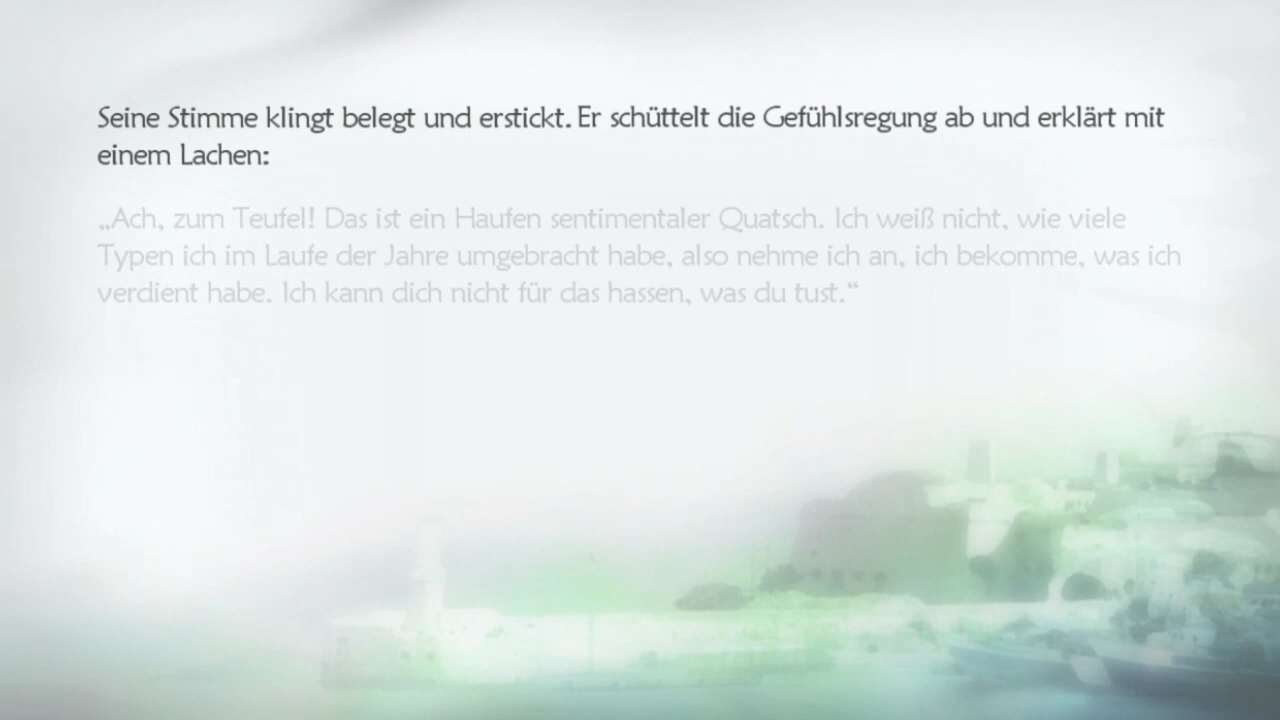 Seine Stimme klingt belegt und erstickt. Er schüttelt die Gefühlsregung ab und erklärt mit
einem Lachen:
„Ach, zum Teufel! Das ist ein Haufen sentimentaler Quatsch. Ich weiß nicht, wie viele
Typen ich im Laufe der Jahre umgebracht habe, also nehme ich an, ich bekomme, was ich
verdient habe. Ich kann dich nicht für das hassen, was du tust.“